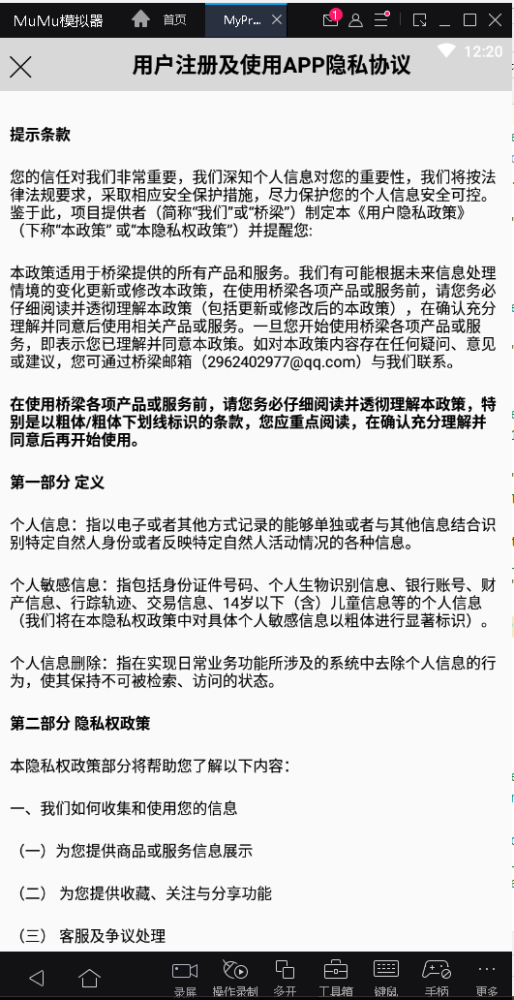 MuMu模拟器
首页
MyPr...
1
用户注册及使用APP隐私协议
12:20
提示条款
您的信任对我们非常重要，我们深知个人信息对您的重要性，我们将按法
律法规要求，采取相应安全保护措施，尽力保护您的个人信息安全可控。
鉴于此，项目提供者（简称“我们”或“桥梁”）制定本《用户隐私政策》
（下称“本政策” 或“本隐私权政策”）并提醒您:
本政策适用于桥梁提供的所有产品和服务。我们有可能根据未来信息处理
情境的变化更新或修改本政策，在使用桥梁各项产品或服务前，请您务必
仔细阅读并透彻理解本政策（包括更新或修改后的本政策），在确认充分
理解并同意后使用相关产品或服务。一旦您开始使用桥梁各项产品或服
务，即表示您已理解并同意本政策。如对本政策内容存在任何疑问、意见
或建议，您可通过桥梁邮箱（2962402977@qq.com）与我们联系。
在使用桥梁各项产品或服务前，请您务必仔细阅读并透彻理解本政策，特
别是以粗体/粗体下划线标识的条款，您应重点阅读，在确认充分理解并
同意后再开始使用。
第一部分 定义
个人信息：指以电子或者其他方式记录的能够单独或者与其他信息结合识
别特定自然人身份或者反映特定自然人活动情况的各种信息。
个人敏感信息：指包括身份证件号码、个人生物识别信息、银行账号、财
产信息、行踪轨迹、交易信息、14岁以下（含）儿童信息等的个人信息
（我们将在本隐私权政策中对具体个人敏感信息以粗体进行显著标识）。
个人信息删除：指在实现日常业务功能所涉及的系统中去除个人信息的行
为，使其保持不可被检索、访问的状态。
第二部分 隐私权政策
本隐私权政策部分将帮助您了解以下内容：
一、我们如何收集和使用您的信息
（一）为您提供商品或服务信息展示
（二） 为您提供收藏、关注与分享功能
（三） 客服及争议处理
录屏
操作录制
多开
工具箱
键鼠
手柄
更多